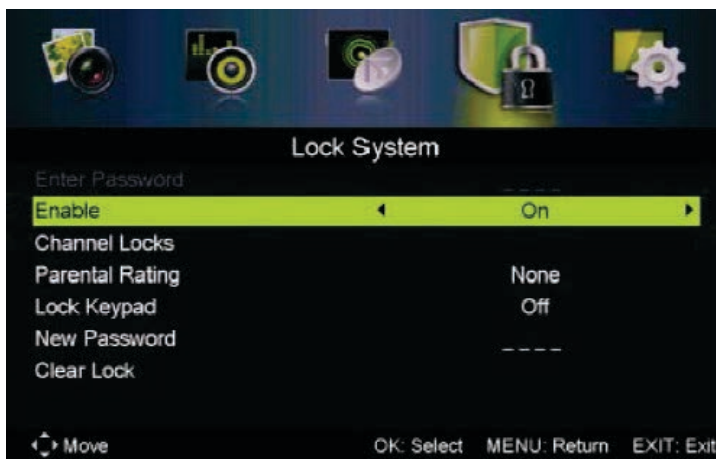 Lock System
Enter Password _ _ _ _
Enable On
Channel Locks
Parental Rating None
Lock Keypad Off
New Password _ _ _ _
Clear Lock
Move OK: Select MENU: Return EXIT: Exit